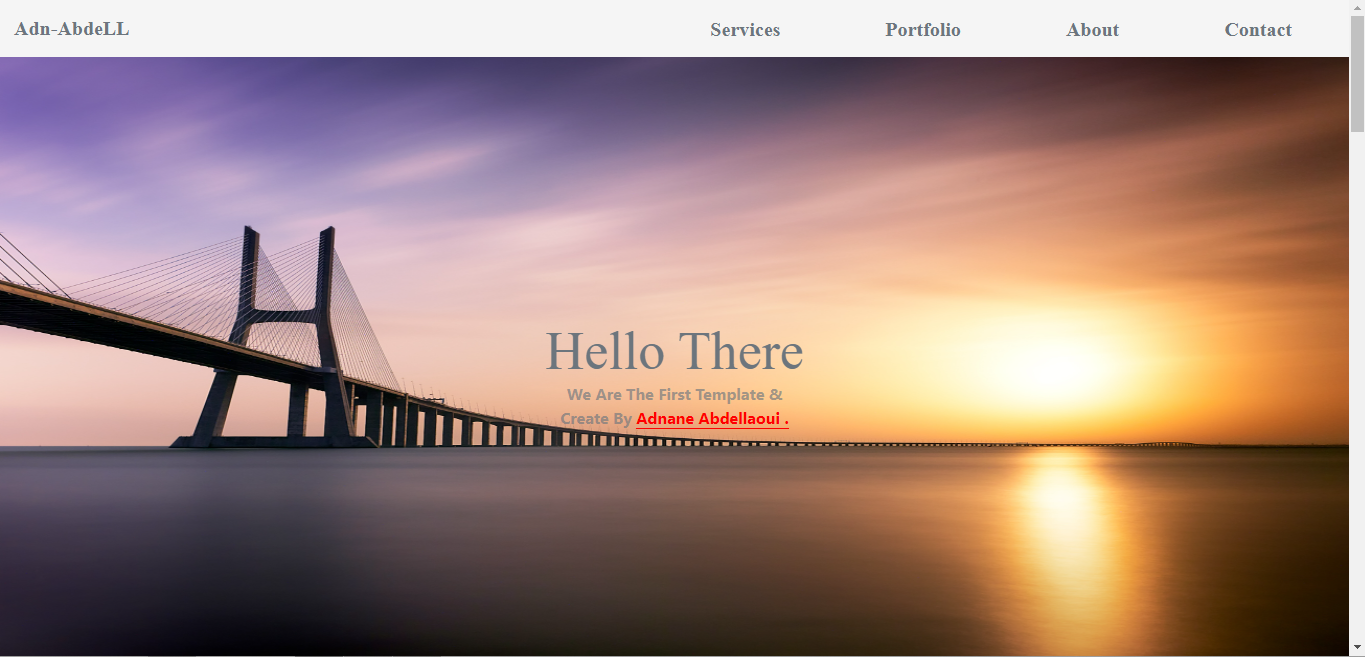 Adn-AbdeLL
Services
Portfolio
About
Contact
Hello There
We Are The First Template &
Create By Adnane Abdellaoui .